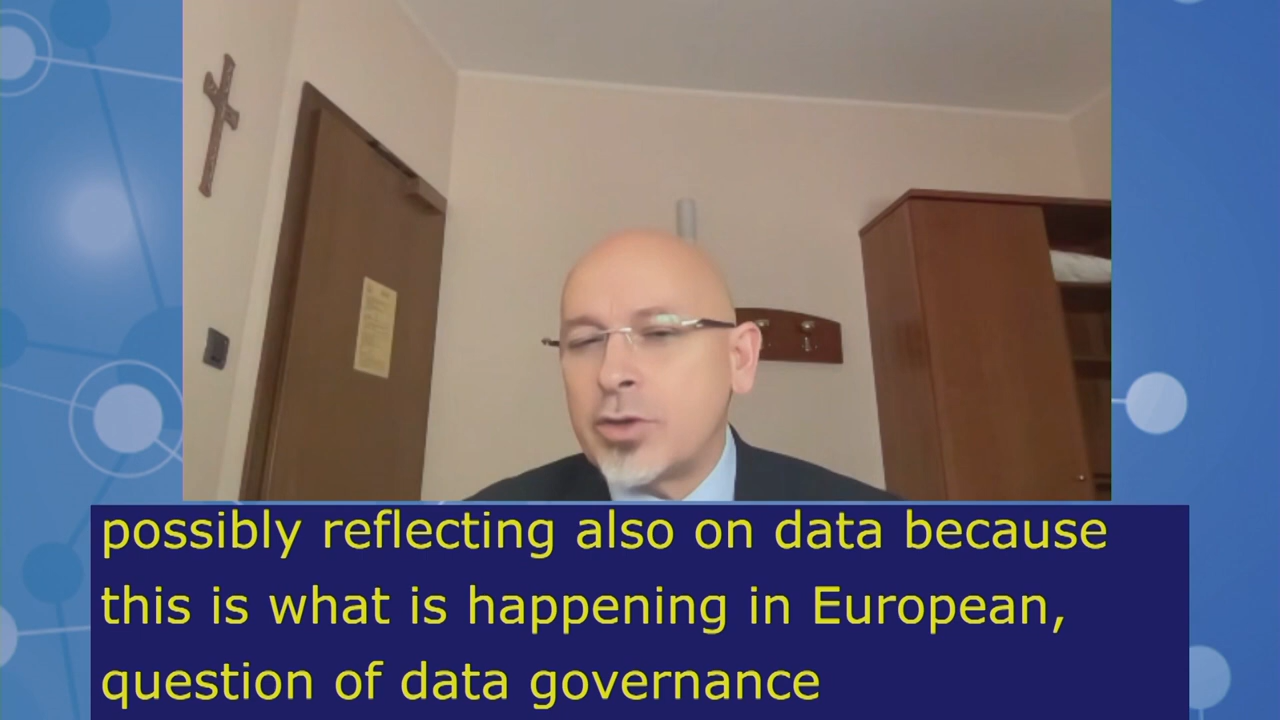 possibly reflecting also on data because
this is what is happening in European,
question of data governance